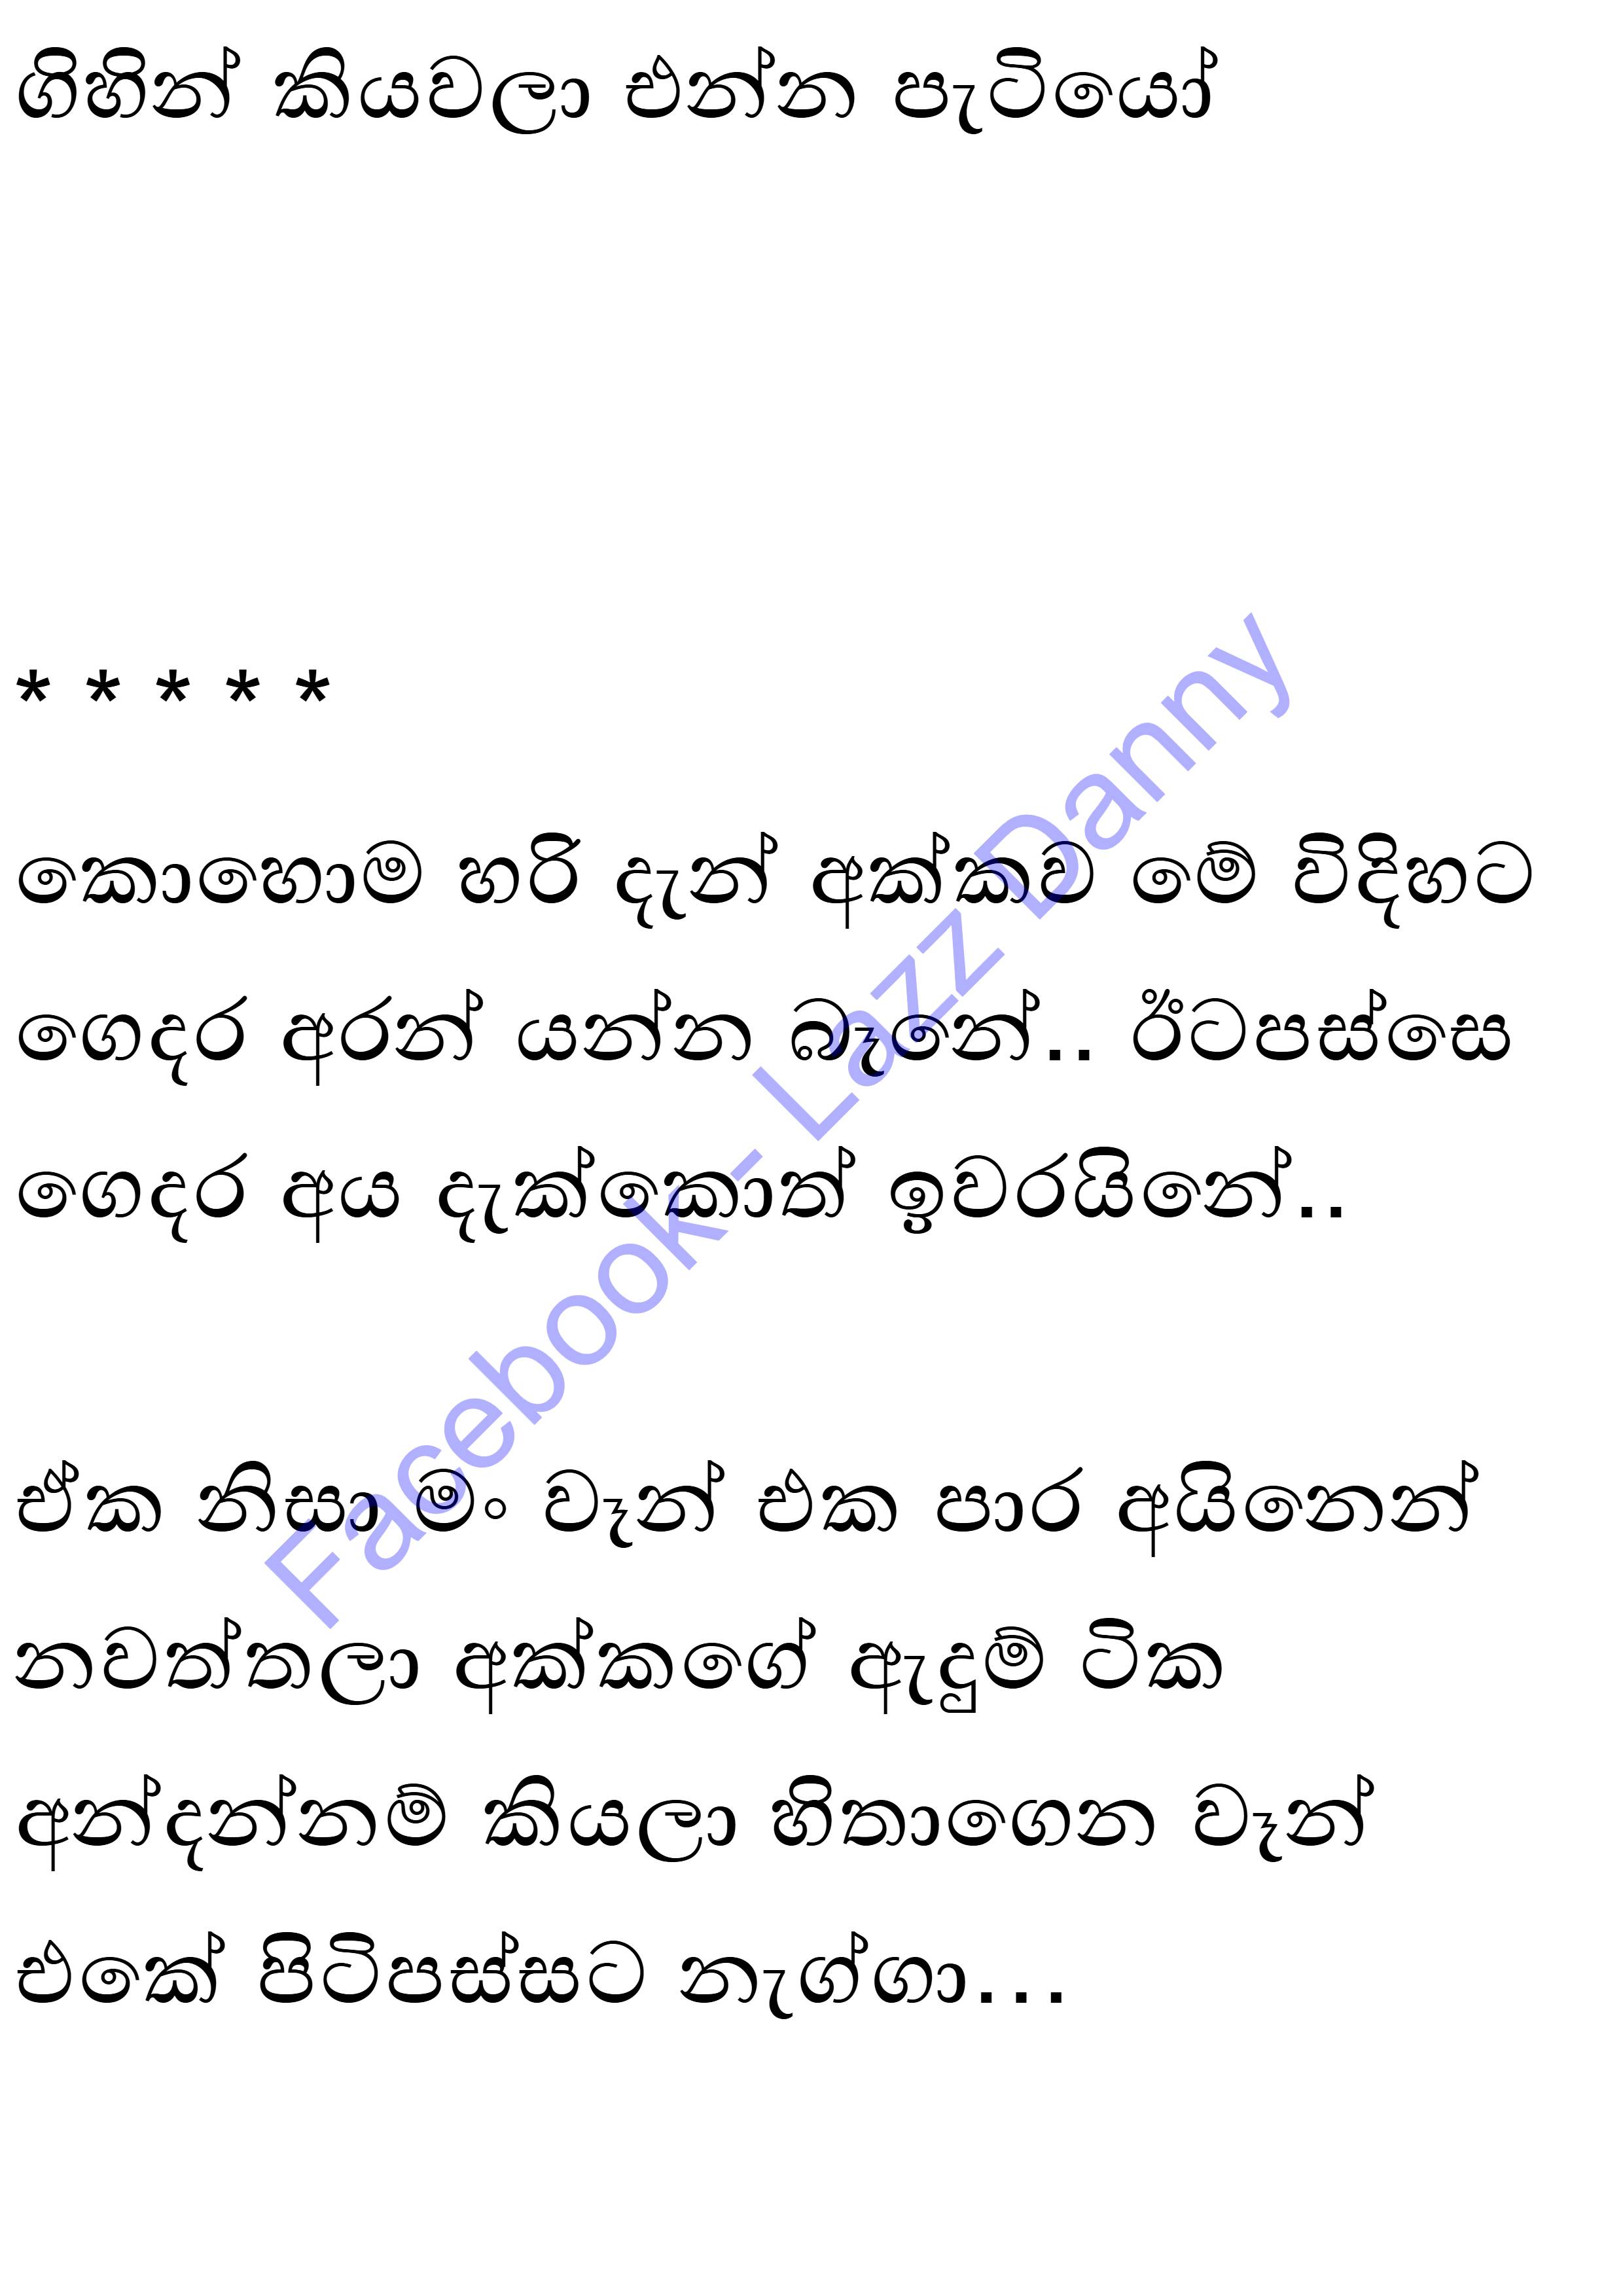 ගිහින් කියවලා එන්න පැටියෝ
* * * * *
කොහොම හරි දැන් අක්කව මේ විදිහට
ගෙදර අරන් යන්න බෑනේ.. ඊටපස්සෙ
ගෙදර අය දැක්කොත් ඉවරයිනේ..
ඒක නිසා මං වෑන් එක පාර අයිනෙන්
නවත්තලා අක්කගේ ඇඳුම් ටික
අන්දන්නම් කියලා හිතාගෙන වෑන්
එකේ පිටිපස්සට නැග්ගා...
Facebook- Lazz Danny